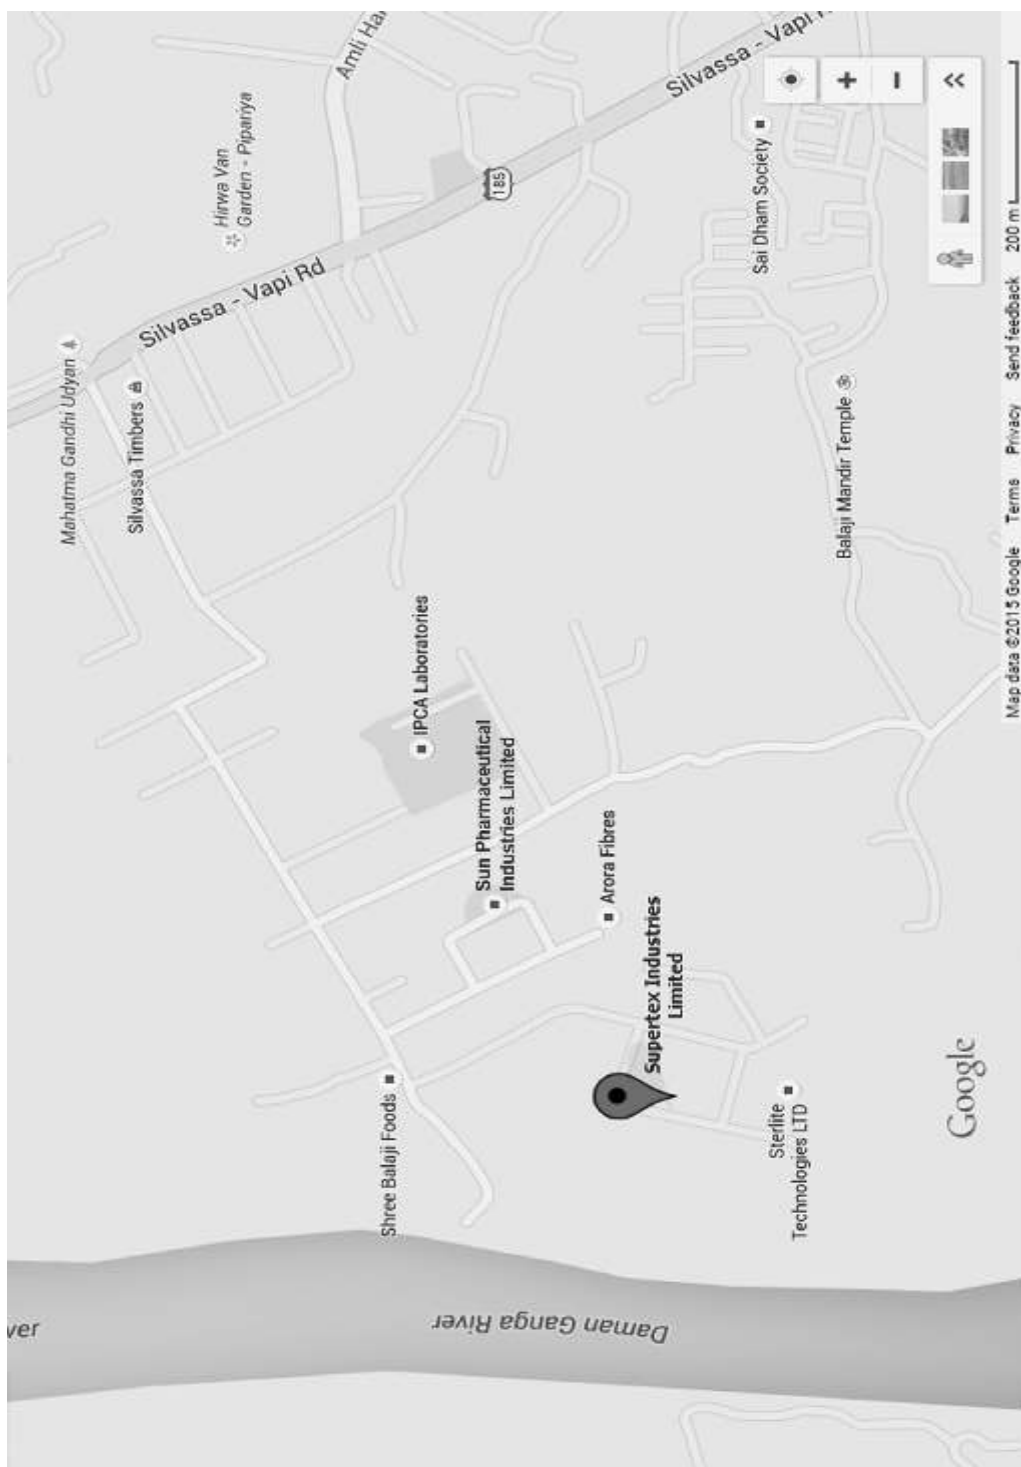 ver
Daman Ganga River
Shree Balaji Foods
Mahatma Gandhi Udyan
Silvassa Timbers
Silvassa - Vapi Rd
Hirwa Van
Garden - Pipariya
Amli Ha
185
Silvassa - Vapi R
IPCA Laboratories
Sun Pharmaceutical
Industries Limited
Arora Fibres
Supertex Industries
Limited
Sterlite
Technologies LTD
Sai Dham Society
Balaji Mandir Temple
Google
+
-
Map data ©2015 Google Terms Privacy Send feedback 200 m